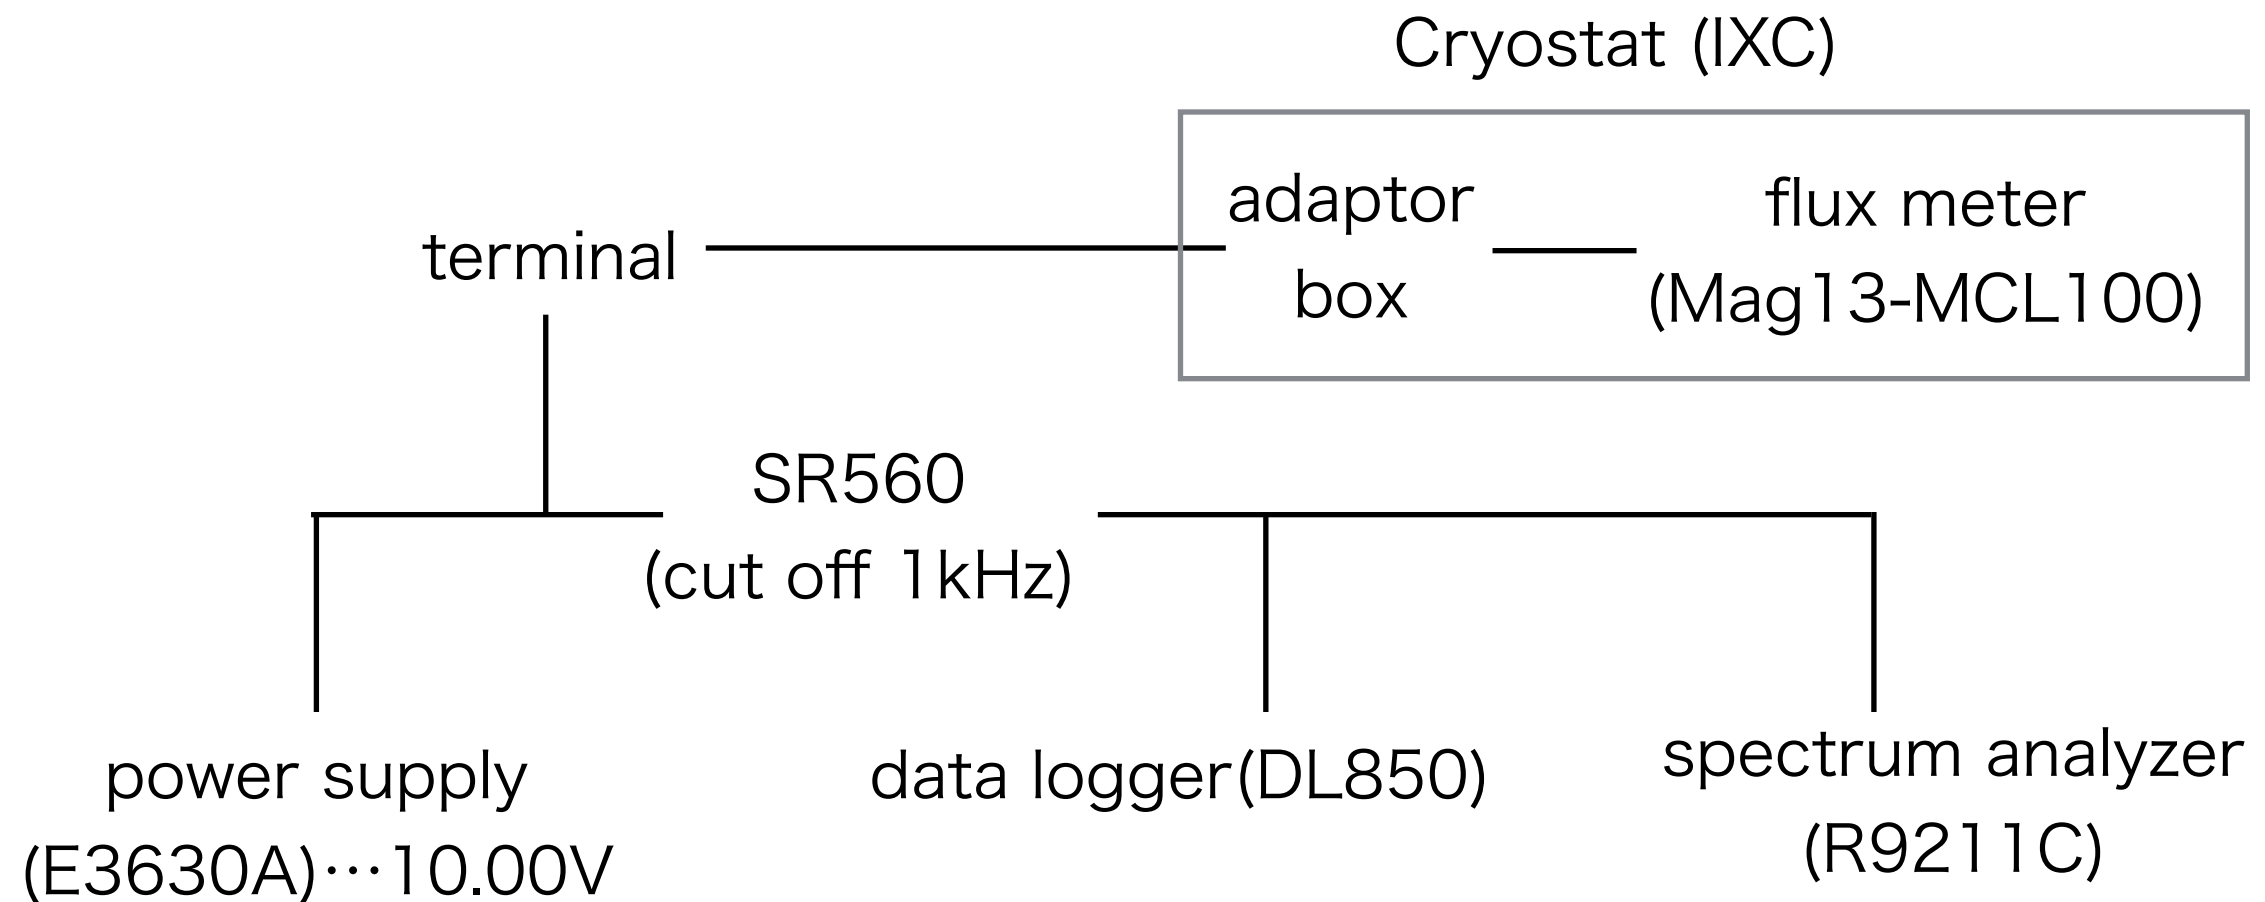 Cryostat (IXC)
adaptor
box
flux meter
(Mag13-MCL100)
terminal
SR560
(cut off 1kHz)
power supply
(E3630A)…10.00V
data logger(DL850)
spectrum analyzer
(R9211C)